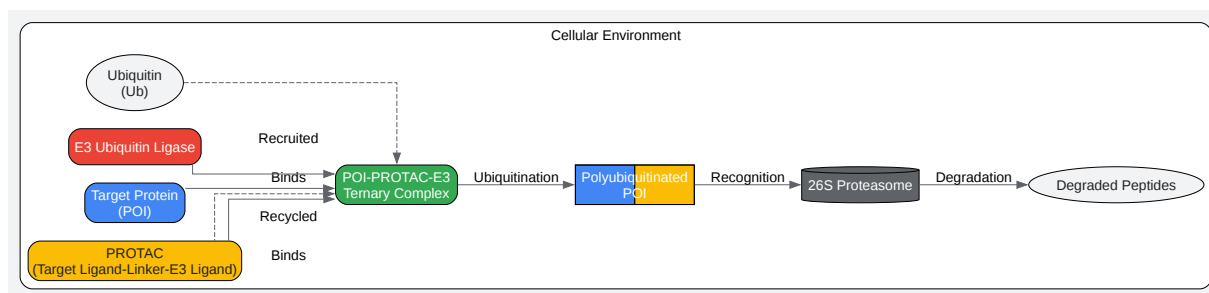 Cellular Environment
Ubiquitin
(Ub)
Recruited
E3 Ubiquitin Ligase
Binds
Target Protein
(POI)
Recycled
PROTAC
(Target Ligand-Linker-E3 Ligand)
Binds
POI-PROTAC-E3
Ternary Complex
Ubiquitination
Polyubiquitinated
POI
Recognition
26S Proteasome
Degradation
Degraded Peptides